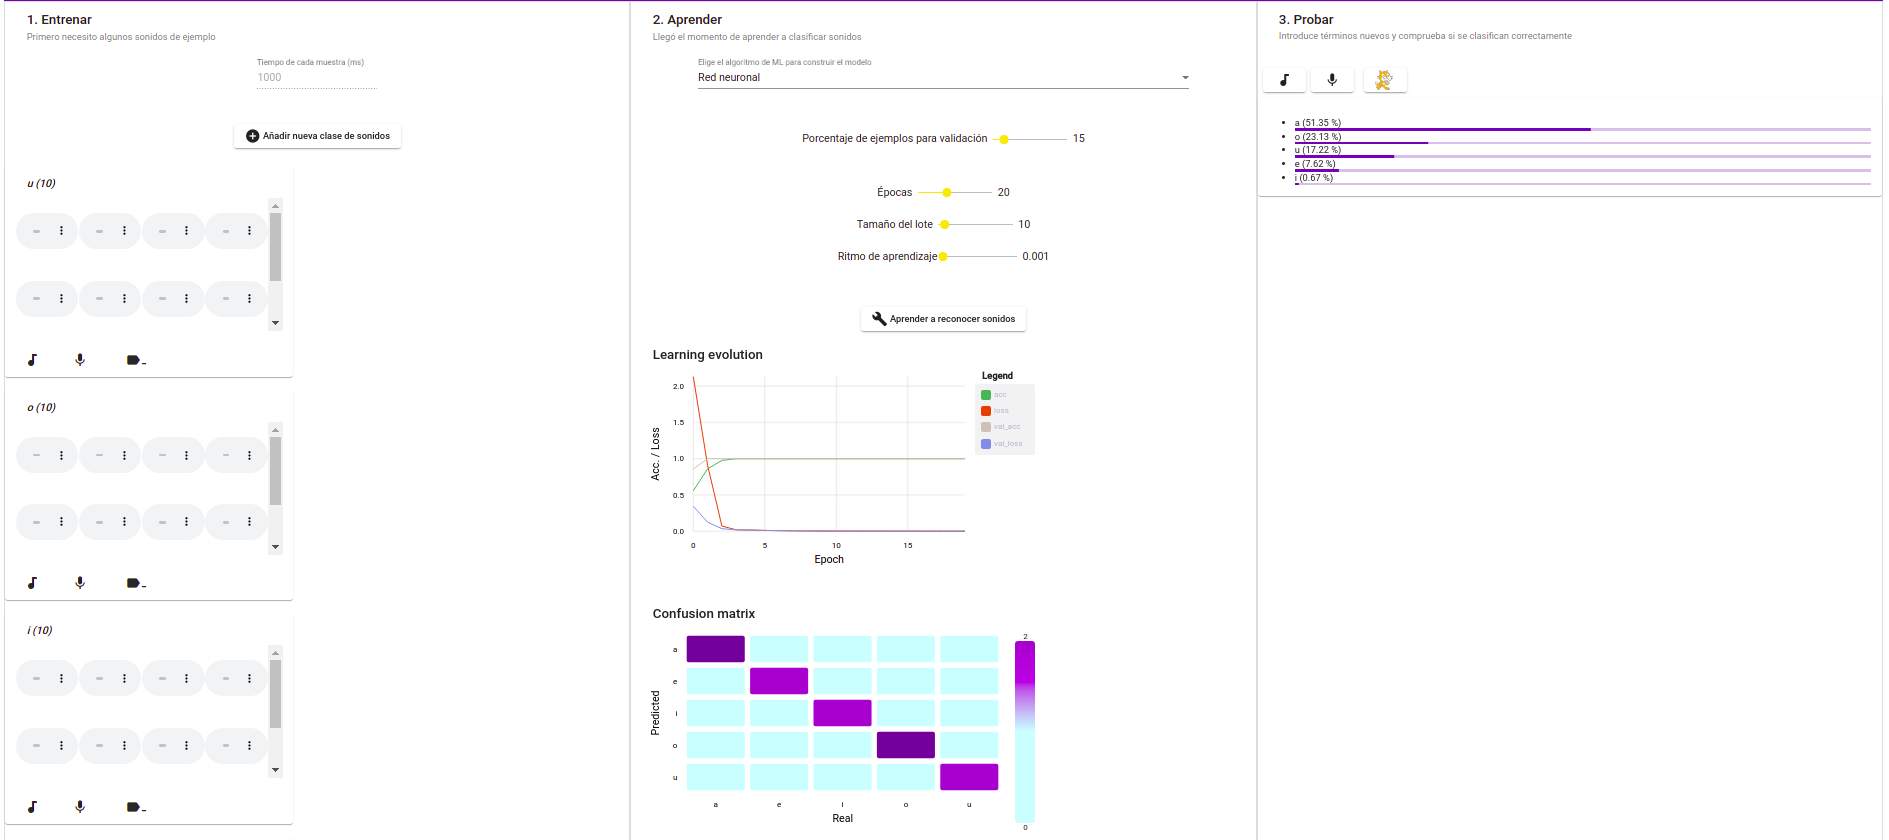 1. Entrenar
Primero necesito algunos sonidos de ejemplo
Tiempo de cada muestra (ms)
1000
Añadir nueva clase de sonidos
u (10)
o (10)
i (10)
2. Aprender
Llegó el momento de aprender a clasificar sonidos
Elige el algoritmo de ML para construir el modelo
Red neuronal
Porcentaje de ejemplos para validación 15
Épocas 20
Tamaño del lote 10
Ritmo de aprendizaje 0.001
Aprender a reconocer sonidos
Learning evolution
Legend
acc
loss
val_acc
val_loss
Acc. / Loss
2.0
1.5
1.0
0.5
0.0
0 5 10 15
Epoch
Confusion matrix
Predicted
a
e
i
o
u
a e i o u
Real
2
0
3. Probar
Introduce términos nuevos y comprueba si se clasifican correctamente
a (51.35 %)
o (23.13 %)
u (17.22 %)
e (7.62 %)
i (0.67 %)